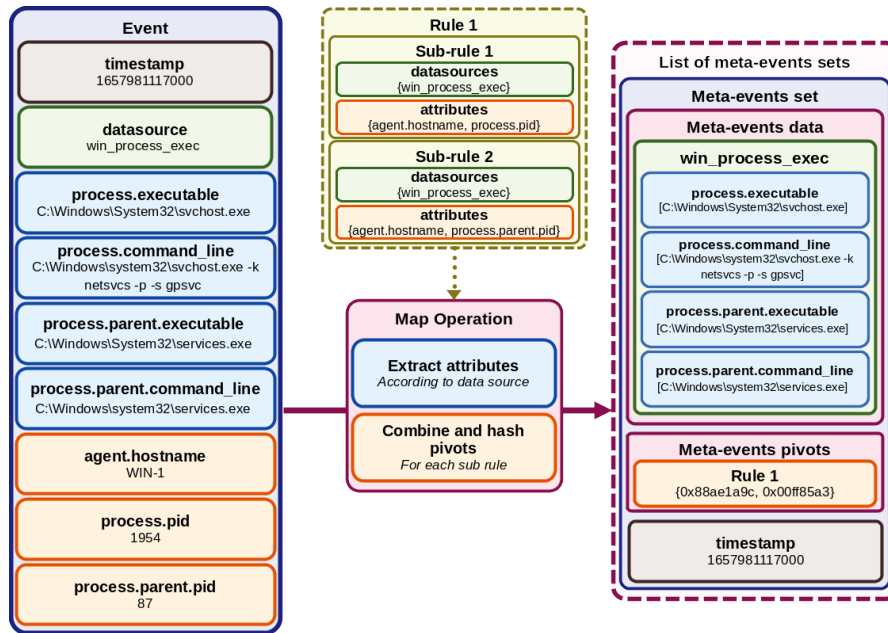 Event
timestamp
1657981117000
datasource
win_process_exec
process.executable
C:\Windows\System32\svchost.exe
process.command_line
C:\Windows\system32\svchost.exe -k
netsvcs -p -s gpsvc
process.parent.executable
C:\Windows\System32\services.exe
process.parent.command_line
C:\Windows\system32\services.exe
agent.hostname
WIN-1
process.pid
1954
process.parent.pid
87
Rule 1
Sub-rule 1
datasources
{win_process_exec}
attributes
{agent.hostname, process.pid}
Sub-rule 2
datasources
{win_process_exec}
attributes
{agent.hostname, process.parent.pid}
Map Operation
Extract attributes
According to data source
Combine and hash
pivots
For each sub rule
List of meta-events sets
Meta-events set
Meta-events data
win_process_exec
process.executable
[C:\Windows\System32\svchost.exe]
process.command_line
[C:\Windows\system32\svchost.exe -k
netsvcs -p -s gpsvc]
process.parent.executable
[C:\Windows\System32\services.exe]
process.parent.command_line
[C:\Windows\system32\services.exe]
Meta-events pivots
Rule 1
{0x88ae1a9c, 0x00ff85a3}
timestamp
1657981117000